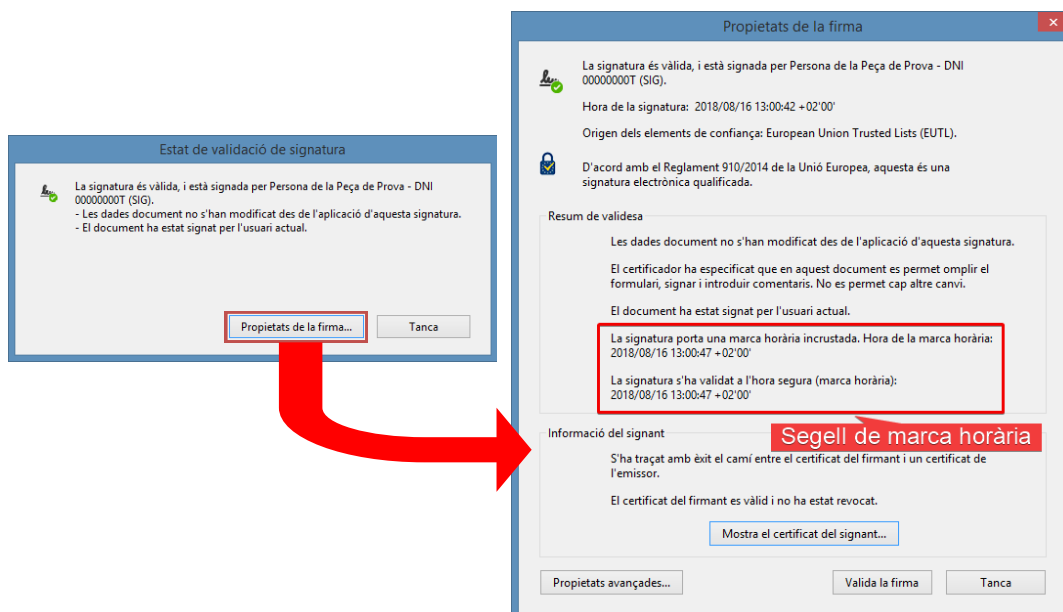 Estat de validació de signatura
La signatura és vàlida, i està signada per Persona de la Peça de Prova - DNI
00000000T (SIG).
- Les dades document no s'han modificat des de l'aplicació d'aquesta signatura.
- El document ha estat signat per l'usuari actual.
Propietats de la firma...
Tanca
Propietats de la firma
La signatura és vàlida, i està signada per Persona de la Peça de Prova - DNI
00000000T (SIG).
Hora de la signatura: 2018/08/16 13:00:42 +02'00'
Origen dels elements de confiança: European Union Trusted Lists (EUTL).
D'acord amb el Reglament 910/2014 de la Unió Europea, aquesta és una
signatura electrònica qualificada.
Resum de validesa
Les dades document no s'han modificat des de l'aplicació d'aquesta signatura.
El certificador ha especificat que en aquest document es permet omplir el
formulari, signar i introduir comentaris. No es permet cap altre canvi.
El document ha estat signat per l'usuari actual.
La signatura porta una marca horària incrustada. Hora de la marca horària:
2018/08/16 13:00:47 +02'00'
La signatura s'ha validat a l'hora segura (marca horària):
2018/08/16 13:00:47 +02'00'
Segell de marca horària
Informació del signant
S'ha traçat amb èxit el camí entre el certificat del firmant i un certificat de
l'emissor.
El certificat del firmant es vàlid i no ha estat revocat.
Mostra el certificat del signant...
Propietats avançades...
Valida la firma
Tanca